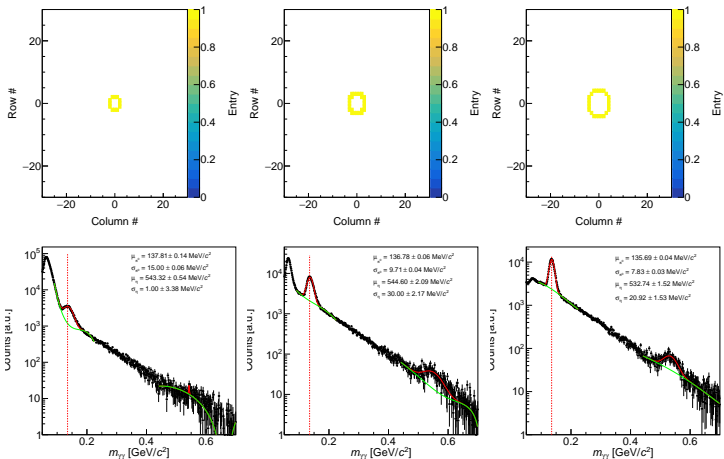 Row #
20
0
−20
−20
0
20
Column #
1
0.8
0.6
0.4
0.2
0
Entry
Row #
20
0
−20
−20
0
20
Column #
1
0.8
0.6
0.4
0.2
0
Entry
Row #
20
0
−20
−20
0
20
Column #
1
0.8
0.6
0.4
0.2
0
Entry
Counts [a.u.]
10⁵
10⁴
10³
10²
10
1
μπ⁰ = 137.81 ± 0.14 MeV/c²
σπ⁰ = 15.00 ± 0.06 MeV/c²
μη = 543.32 ± 0.54 MeV/c²
ση = 1.00 ± 3.38 MeV/c²
0.2
0.4
0.6
mγγ [GeV/c²]
Counts [a.u.]
10⁴
10³
10²
10
1
μπ⁰ = 136.78 ± 0.06 MeV/c²
σπ⁰ = 9.71 ± 0.04 MeV/c²
μη = 544.60 ± 2.09 MeV/c²
ση = 30.00 ± 2.17 MeV/c²
0.2
0.4
0.6
mγγ [GeV/c²]
Counts [a.u.]
10⁴
10³
10²
10
1
μπ⁰ = 135.69 ± 0.04 MeV/c²
σπ⁰ = 7.83 ± 0.03 MeV/c²
μη = 532.74 ± 1.52 MeV/c²
ση = 20.92 ± 1.53 MeV/c²
0.2
0.4
0.6
mγγ [GeV/c²]